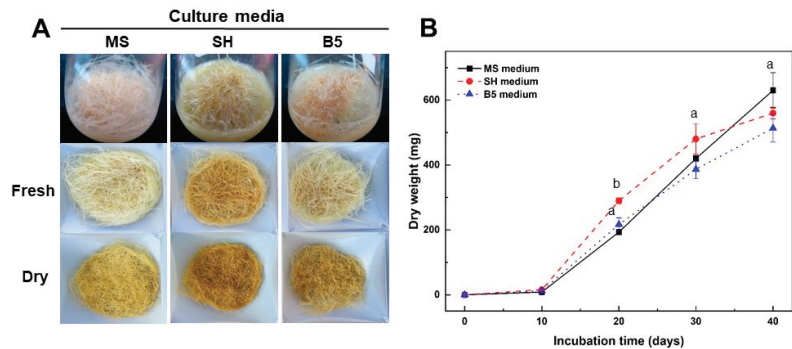 A
Culture media
MS SH B5
Fresh
Dry
B
MS medium
SH medium
B5 medium
a
a
b
a
600
400
200
0
0 10 20 30 40
Dry weight (mg)
Incubation time (days)